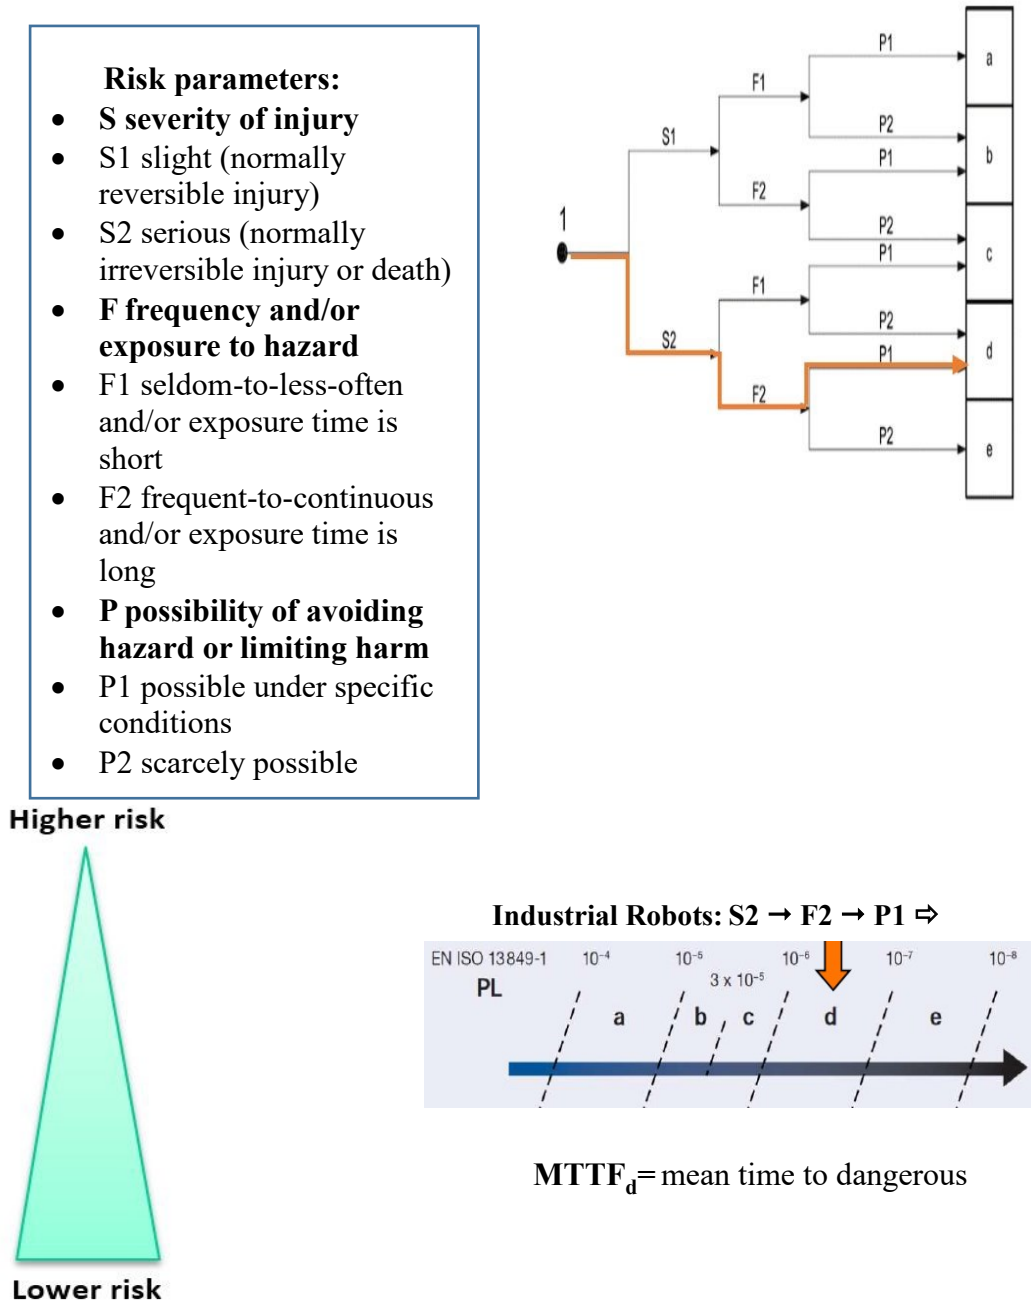 Risk parameters:
• S severity of injury
• S1 slight (normally
reversible injury)
• S2 serious (normally
irreversible injury or death)
• F frequency and/or
exposure to hazard
• F1 seldom-to-less-often
and/or exposure time is
short
• F2 frequent-to-continuous
and/or exposure time is
long
• P possibility of avoiding
hazard or limiting harm
• P1 possible under specific
conditions
• P2 scarcely possible
1
S1
S2
F1
F2
F1
F2
P1
P2
P1
P2
P1
P2
P1
P2
a
b
c
d
e
Higher risk
Lower risk
Industrial Robots: S2 → F2 → P1 ⇨
EN ISO 13849-1 10⁻⁴ 10⁻⁵ 10⁻⁶ 10⁻⁷ 10⁻⁸
PL 3 x 10⁻⁵
a b c d e
MTTFd= mean time to dangerous